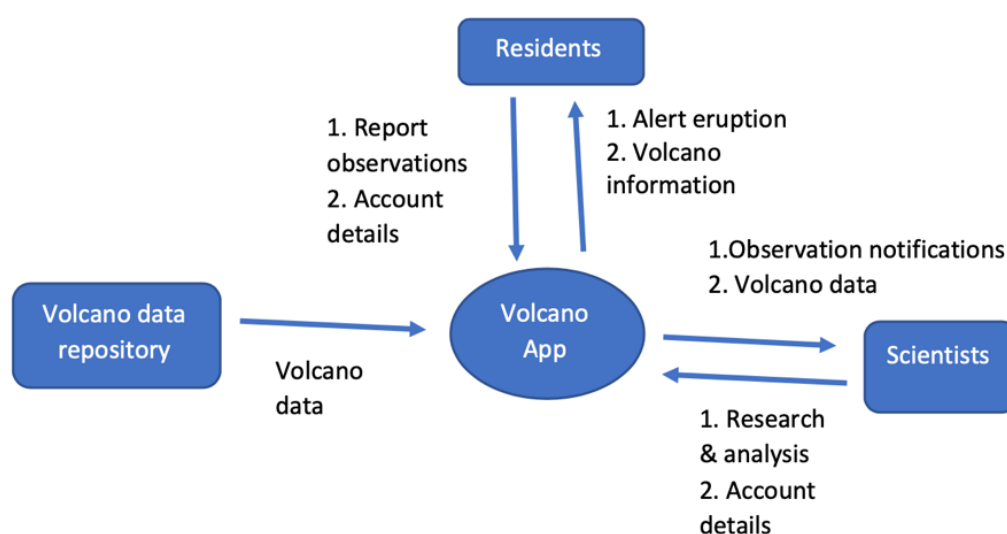 Residents
1. Report
observations
2. Account
details
1. Alert eruption
2. Volcano
information
1.Observation notifications
2. Volcano data
Volcano data
repository
Volcano
data
Volcano
App
Scientists
1. Research
& analysis
2. Account
details